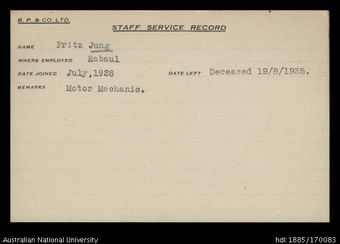 B. P. & CO. LTD.
STAFF SERVICE RECORD
NAME Fritz Jung
WHERE EMPLOYED Rabaul
DATE JOINED July, 1928 DATE LEFT Deceased 19/8/1935.
REMARKS Motor Mechanic.
Australian National University hdl:1885/170083